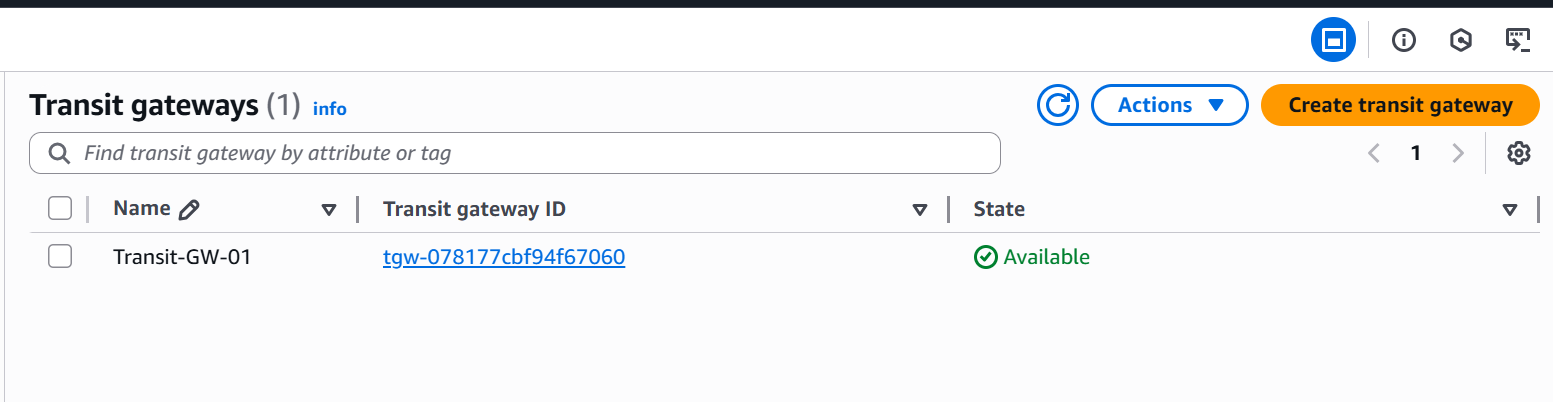 Transit gateways (1) info
Actions
Create transit gateway
Find transit gateway by attribute or tag
1
Name Transit gateway ID State
Transit-GW-01 tgw-078177cbf94f67060 Available